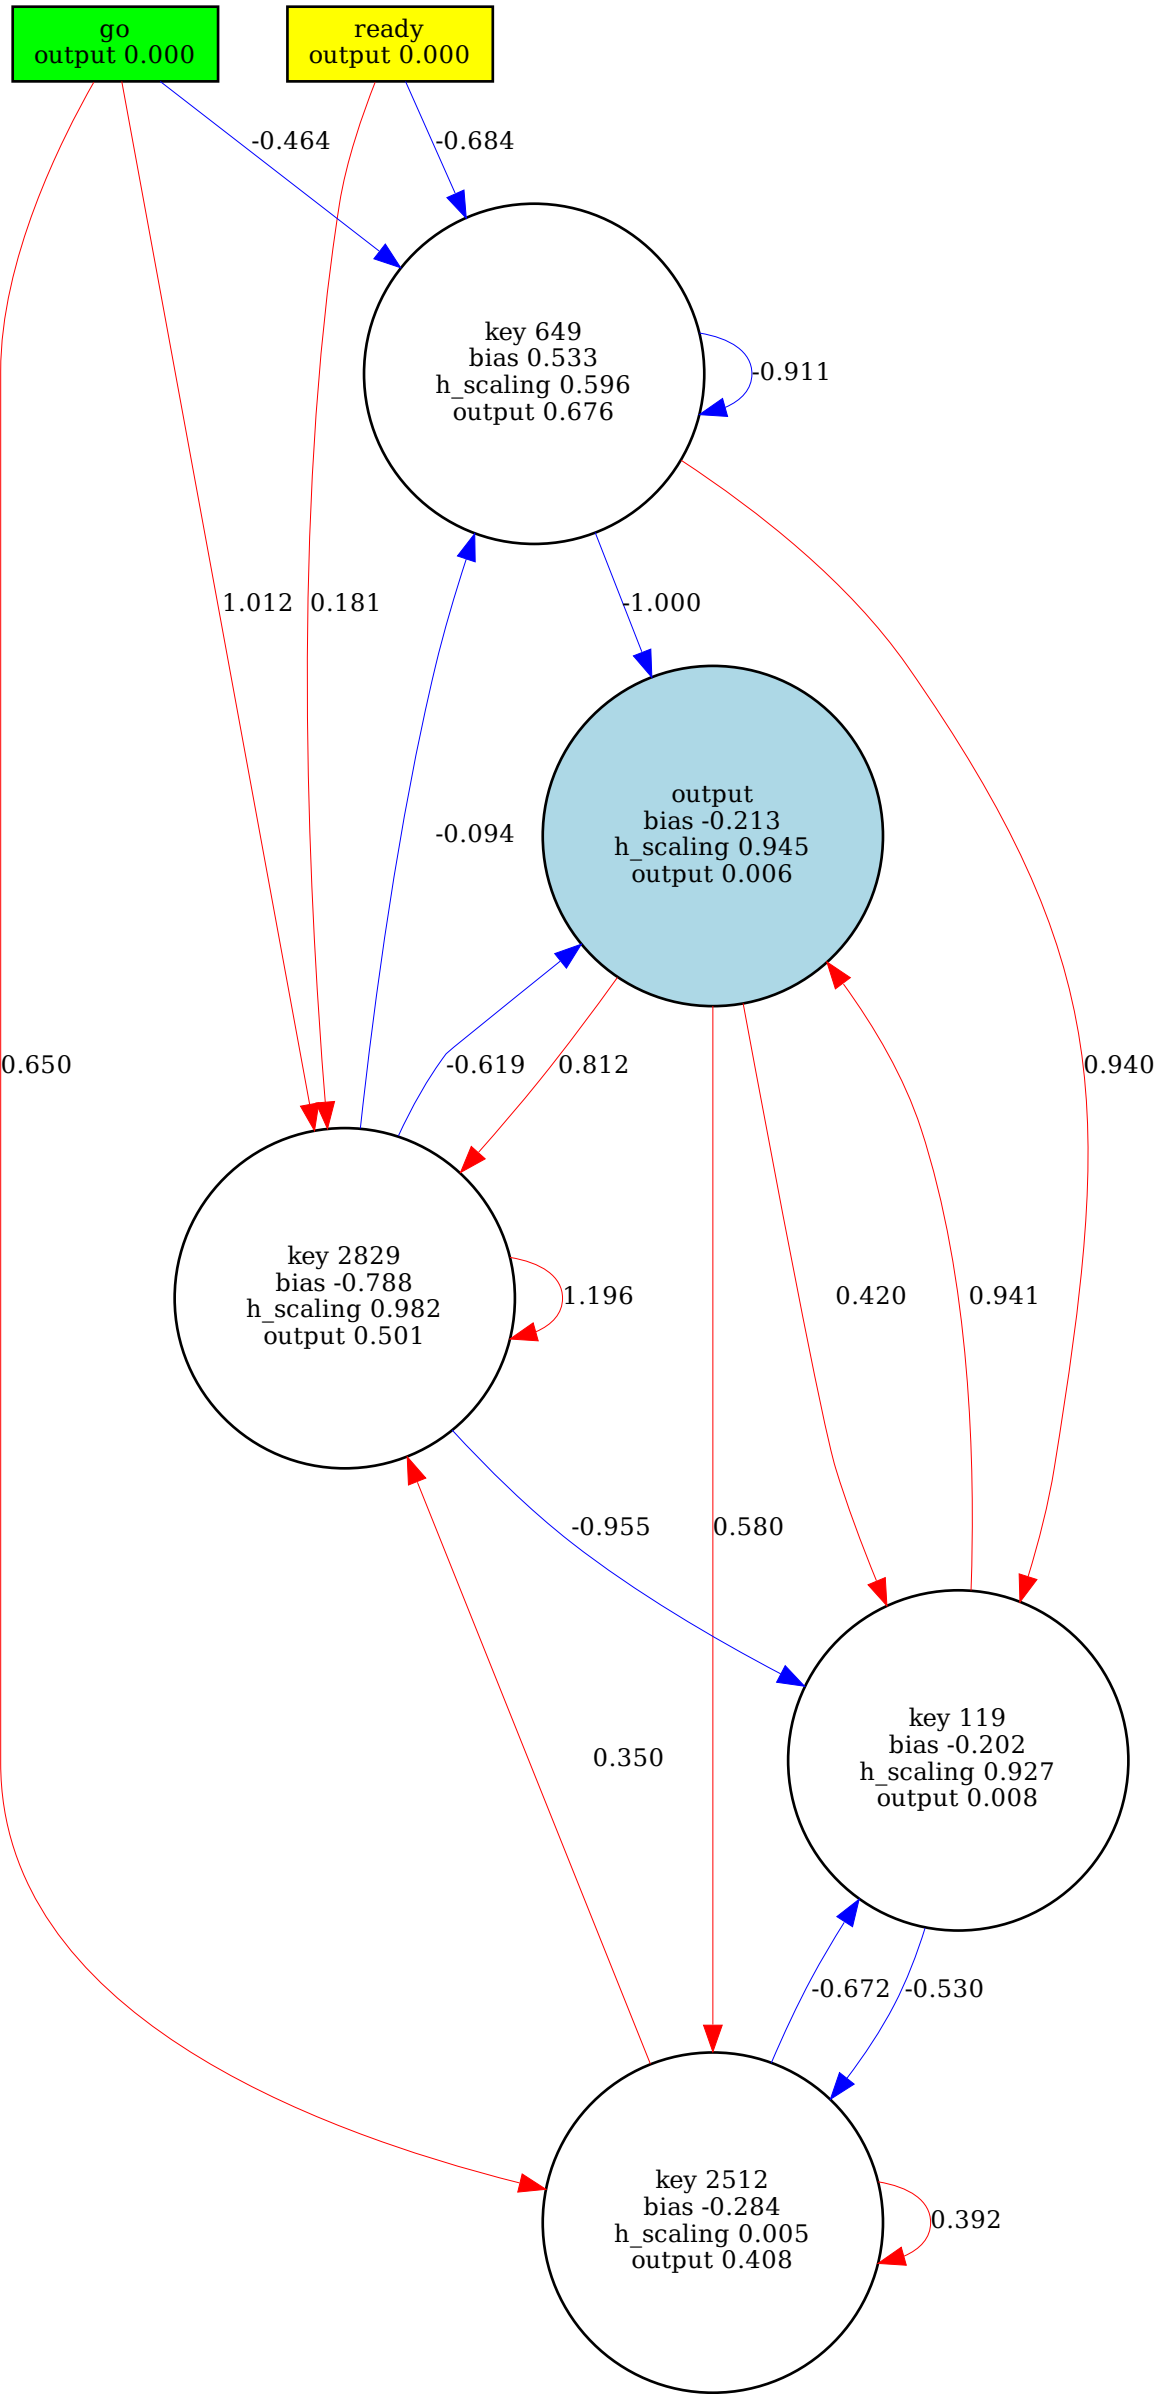 go
output 0.000
ready
output 0.000
-0.464
-0.684
key 649
bias 0.533
h_scaling 0.596
output 0.676
-0.911
1.012
0.181
-1.000
output
bias -0.213
h_scaling 0.945
output 0.006
-0.094
0.650
-0.619
0.812
0.940
key 2829
bias -0.788
h_scaling 0.982
output 0.501
1.196
0.420
0.941
-0.955
0.580
key 119
bias -0.202
h_scaling 0.927
output 0.008
0.350
-0.672
-0.530
key 2512
bias -0.284
h_scaling 0.005
output 0.408
0.392